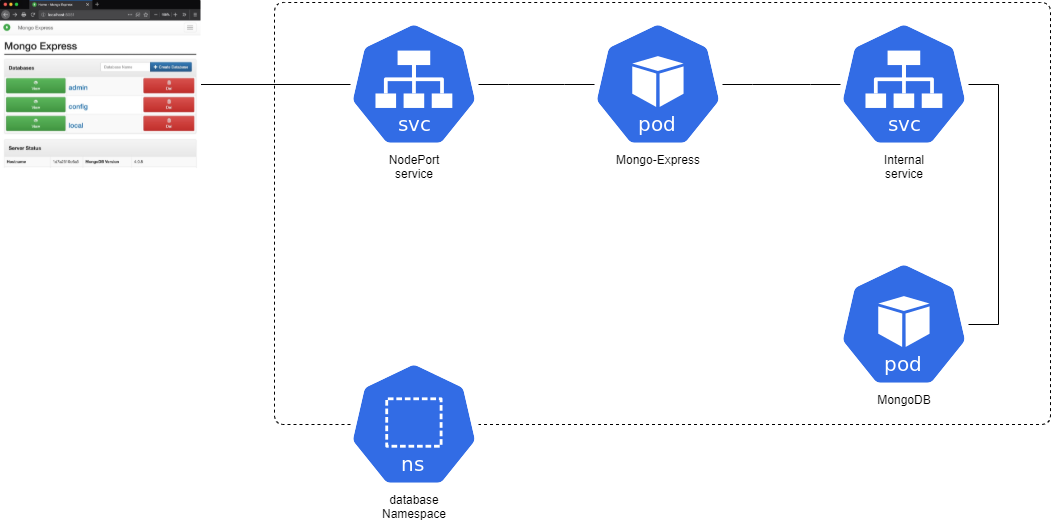 Home - Mongo Express
localhost:8081
Mongo Express
Mongo Express
Databases
Database Name
+ Create Database
View
admin
Del
View
config
Del
View
local
Del
Server Status
Hostname
MongoDB Version
svc
NodePort
service
pod
Mongo-Express
svc
Internal
service
pod
MongoDB
ns
database
Namespace